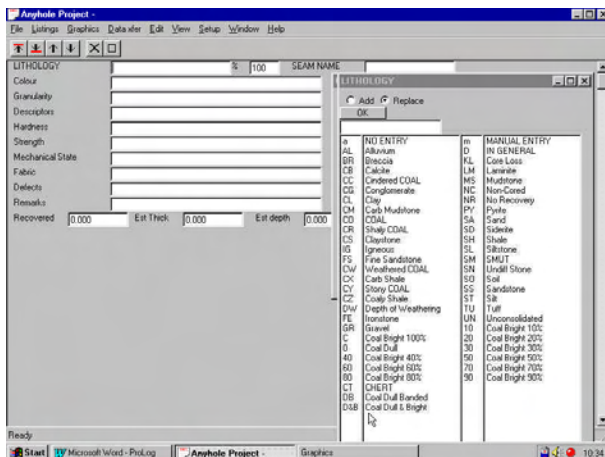 Anyhole Project -
File Listings Graphics Data xfer Edit View Setup Window Help
LITHOLOGY % 100 SEAM NAME
Colour
Granularity
Descriptors
Hardness
Strength
Mechanical State
Fabric
Defects
Remarks
Recovered 0.000 Est Thick 0.000 Est depth 0.000
LITHOLOGY
Add Replace
OK
a NO ENTRY m MANUAL ENTRY
AL Alluvium D IN GENERAL
BR Breccia KL Core Loss
CB Calcite LM Laminite
CC Cindered COAL MS Mudstone
CG Conglomerate NC Non-Cored
CL Clay NR No Recovery
CM Carb Mudstone PY Pyrite
CO COAL SA Sand
CR Shaly COAL SD Siderite
CS Claystone SH Shale
IG Igneous SL Siltstone
FS Fine Sandstone SM SMUT
CW Weathered COAL SN Undiff Stone
CX Carb Shale SO Soil
CY Stony COAL SS Sandstone
CZ Coaly Shale ST Silt
DW Depth of Weathering TU Tuff
FE Ironstone UN Unconsolidated
GR Gravel 10 Coal Bright 10%
C Coal Bright 100% 20 Coal Bright 20%
0 Coal Dull 30 Coal Bright 30%
40 Coal Bright 40% 50 Coal Bright 50%
60 Coal Bright 60% 70 Coal Bright 70%
80 Coal Bright 80% 90 Coal Bright 90%
CT CHERT
DB Coal Dull Banded
D&B Coal Dull & Bright
Ready
Start Microsoft Word - ProLog Anyhole Project - Graphics 10:34